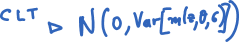 CLT ▷ N(0, Var[m(z,θ,c)])